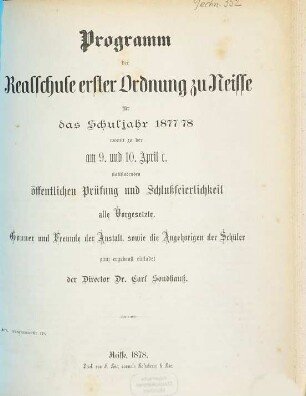 Programm
der
Realschule erster Ordnung zu Neisse
für
das Schuljahr 1877/78
womit zu der
am 9. und 10. April c.
stattfindenden
öffentlichen Prüfung und Schlußfeierlichkeit
alle Vorgesetzte,
Gönner und Freunde der Anstalt, sowie die Angehörigen der Schüler
ganz ergebenst einladet
der Director Dr. Carl Sondhauß.
Neisse, 1878.